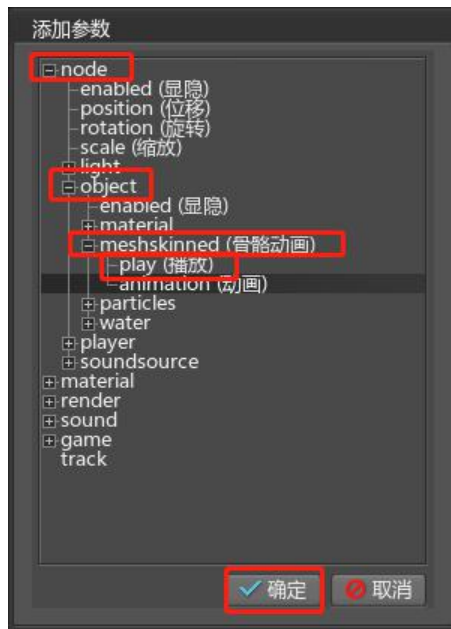 添加参数
node
enabled (显隐)
position (位移)
rotation (旋转)
scale (缩放)
light
object
enabled (显隐)
material
meshskinned (骨骼动画)
play (播放)
animation (动画)
particles
water
player
soundsource
material
render
sound
game
track
确定
取消